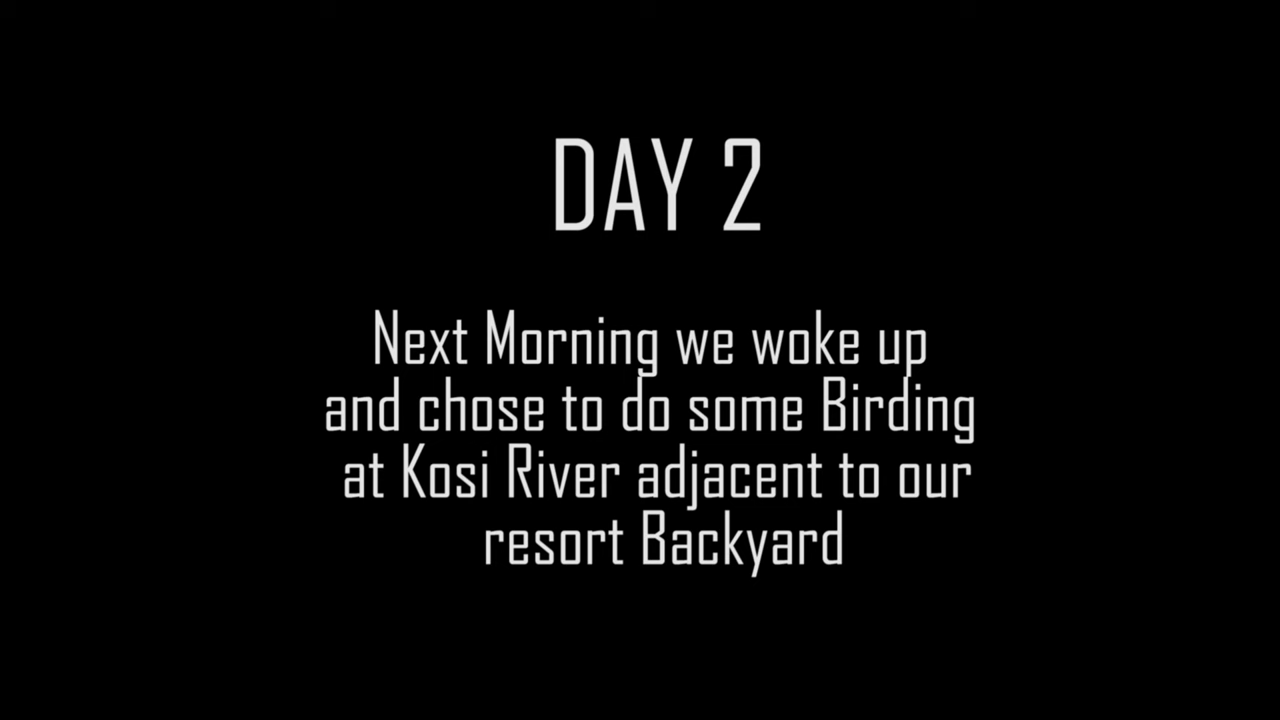 DAY 2
Next Morning we woke up
and chose to do some Birding
at Kosi River adjacent to our
resort Backyard